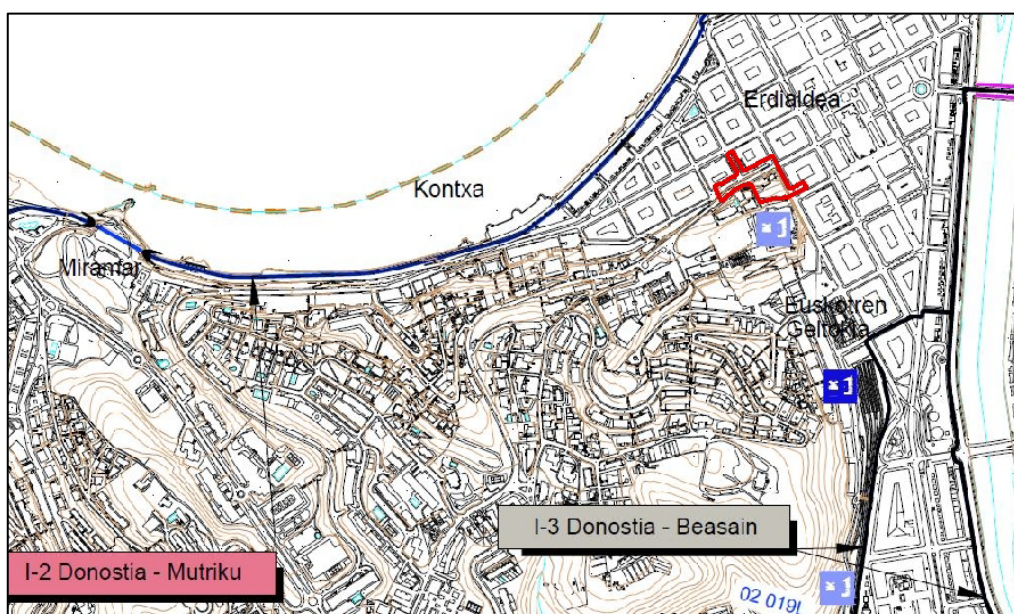 Erdialdea
Kontxa
Miramar
Euskotren
Geltokia
I-3 Donostia - Beasain
I-2 Donostia - Mutriku